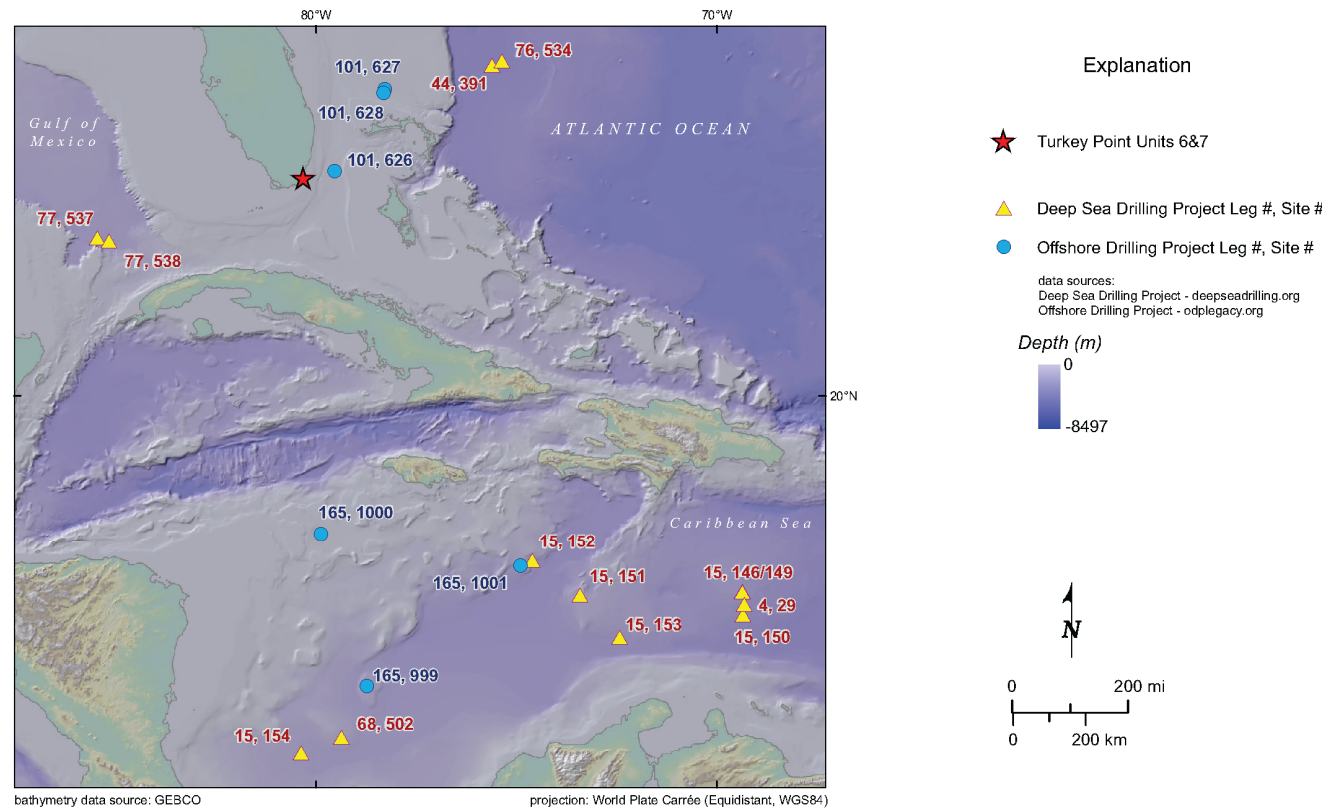 80°W
70°W
76, 534
101, 627
44, 391
101, 628
Gulf of
Mexico
ATLANTIC OCEAN
101, 626
77, 537
77, 538
20°N
165, 1000
Caribbean Sea
15, 152
165, 1001
15, 151
15, 146/149
4, 29
15, 153
15, 150
165, 999
68, 502
15, 154
bathymetry data source: GEBCO
projection: World Plate Carrée (Equidistant, WGS84)
Explanation
Turkey Point Units 6&7
Deep Sea Drilling Project Leg #, Site #
Offshore Drilling Project Leg #, Site #
data sources:
Deep Sea Drilling Project - deepseadrilling.org
Offshore Drilling Project - odplegacy.org
Depth (m)
0
-8497
N
0
200 mi
0
200 km